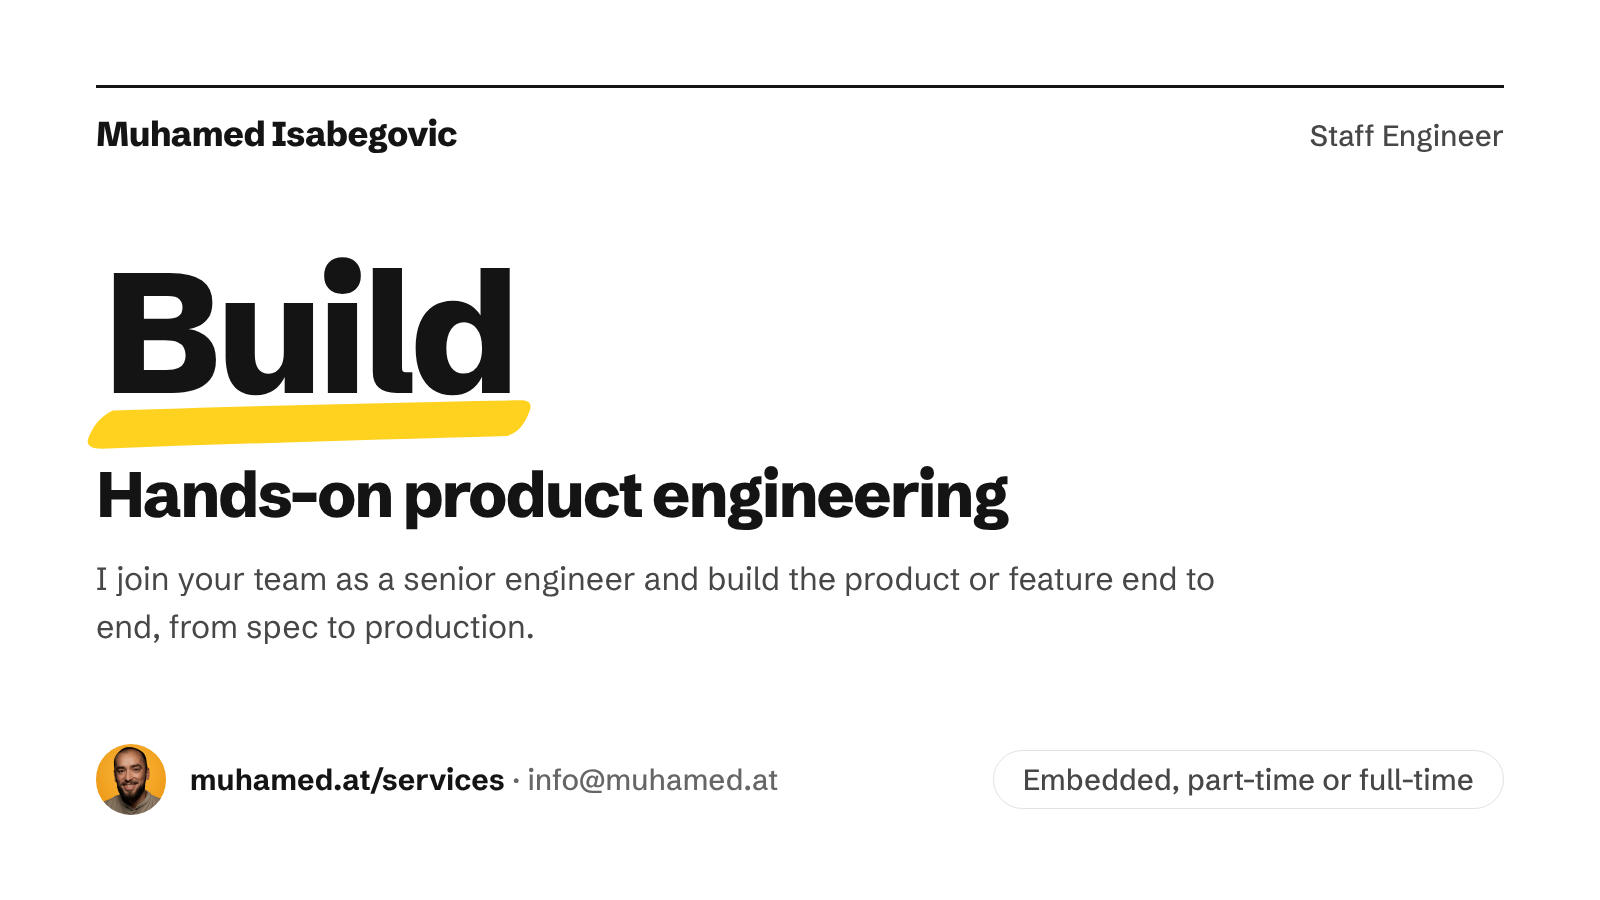 Muhamed Isabegovic
Staff Engineer
Build
Hands-on product engineering
I join your team as a senior engineer and build the product or feature end to
end, from spec to production.
muhamed.at/services · info@muhamed.at
Embedded, part-time or full-time